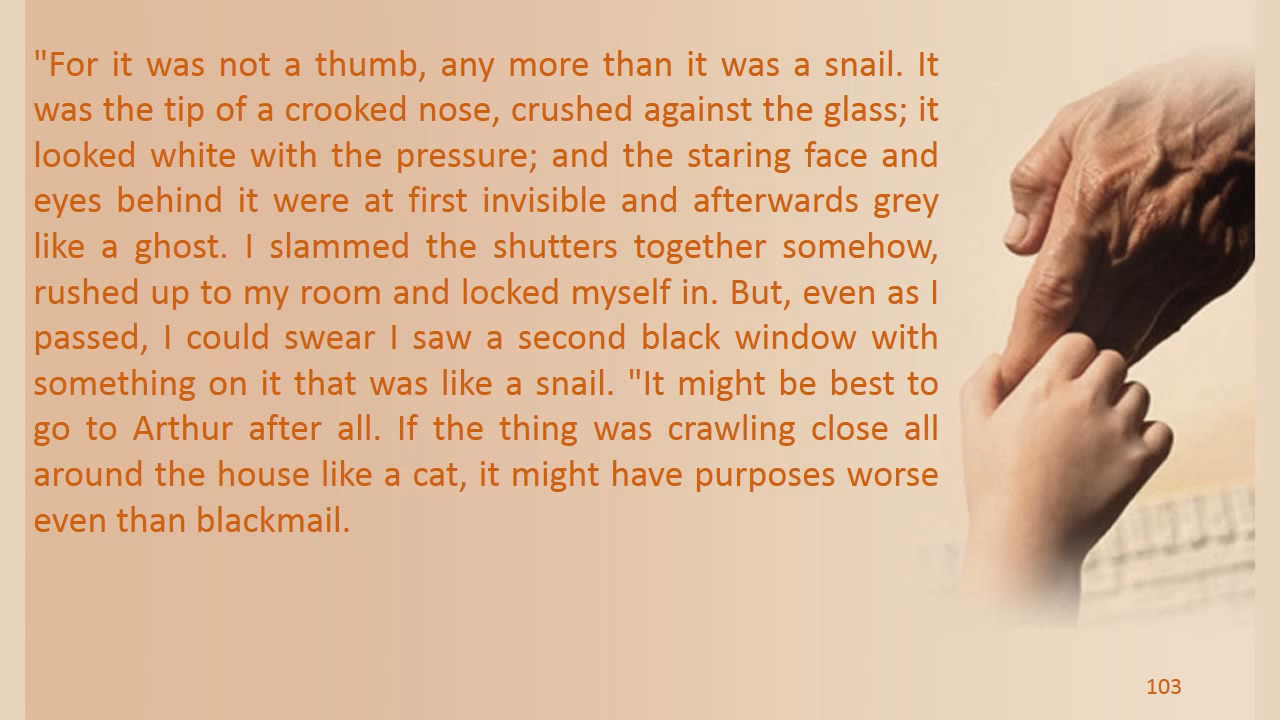 "For it was not a thumb, any more than it was a snail. It
was the tip of a crooked nose, crushed against the glass; it
looked white with the pressure; and the staring face and
eyes behind it were at first invisible and afterwards grey
like a ghost. I slammed the shutters together somehow,
rushed up to my room and locked myself in. But, even as I
passed, I could swear I saw a second black window with
something on it that was like a snail. "It might be best to
go to Arthur after all. If the thing was crawling close all
around the house like a cat, it might have purposes worse
even than blackmail.
103